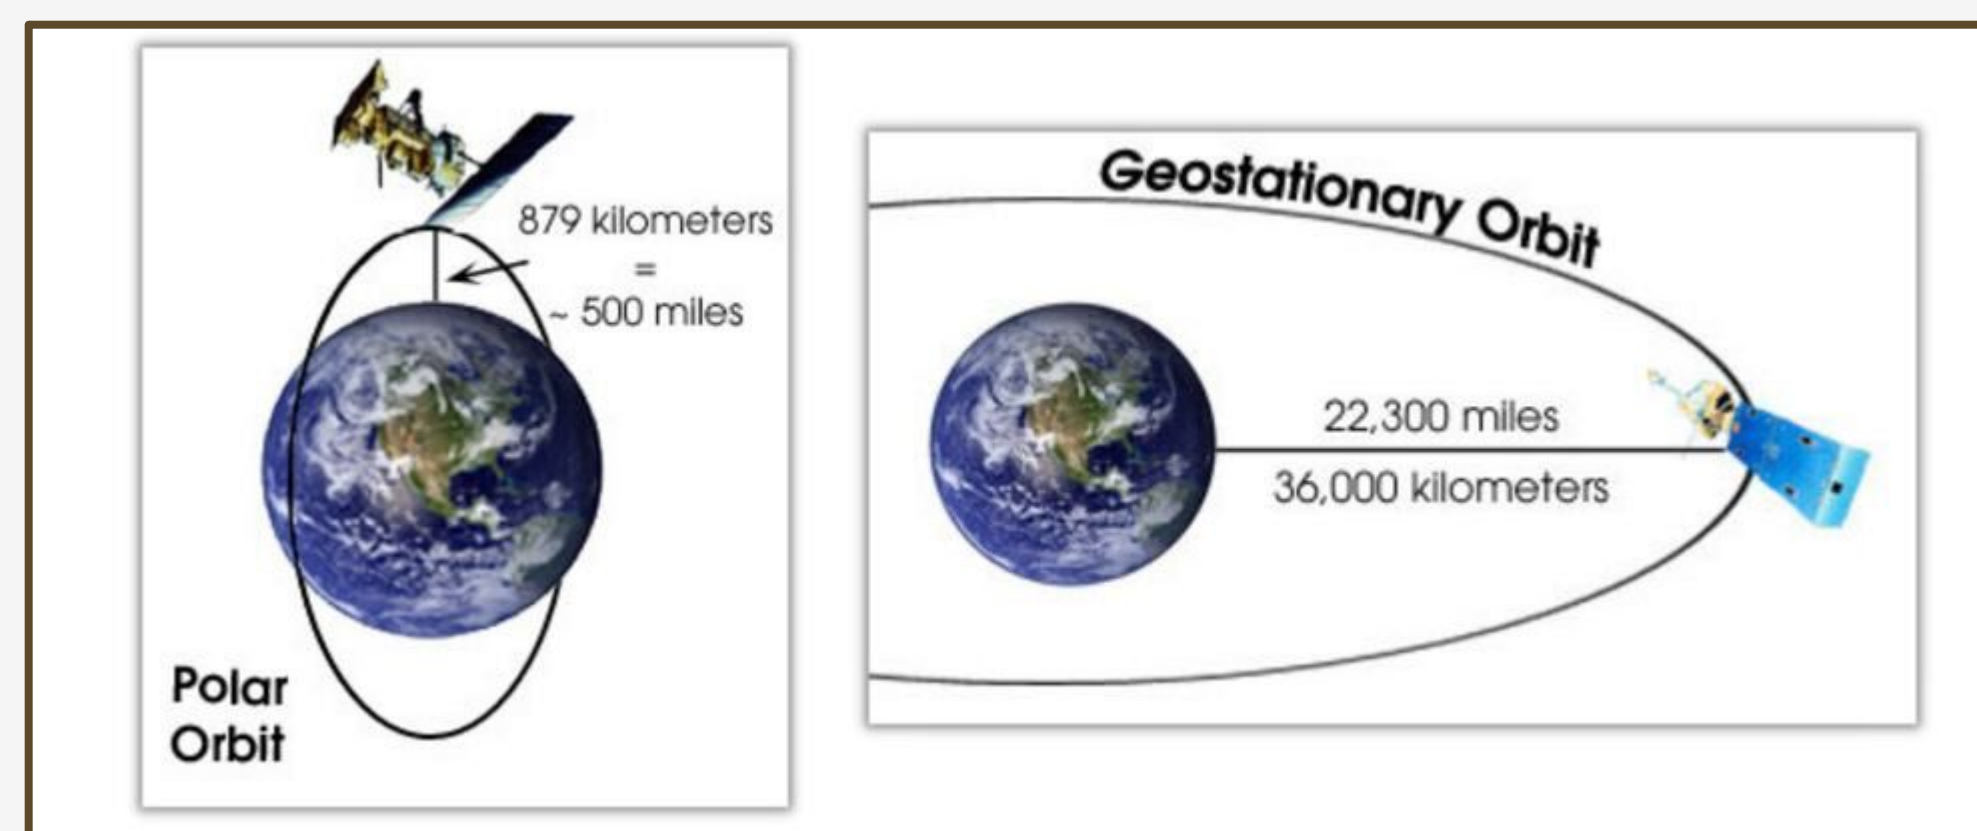 879 kilometers
=
~ 500 miles
Polar
Orbit
Geostationary Orbit
22,300 miles
36,000 kilometers